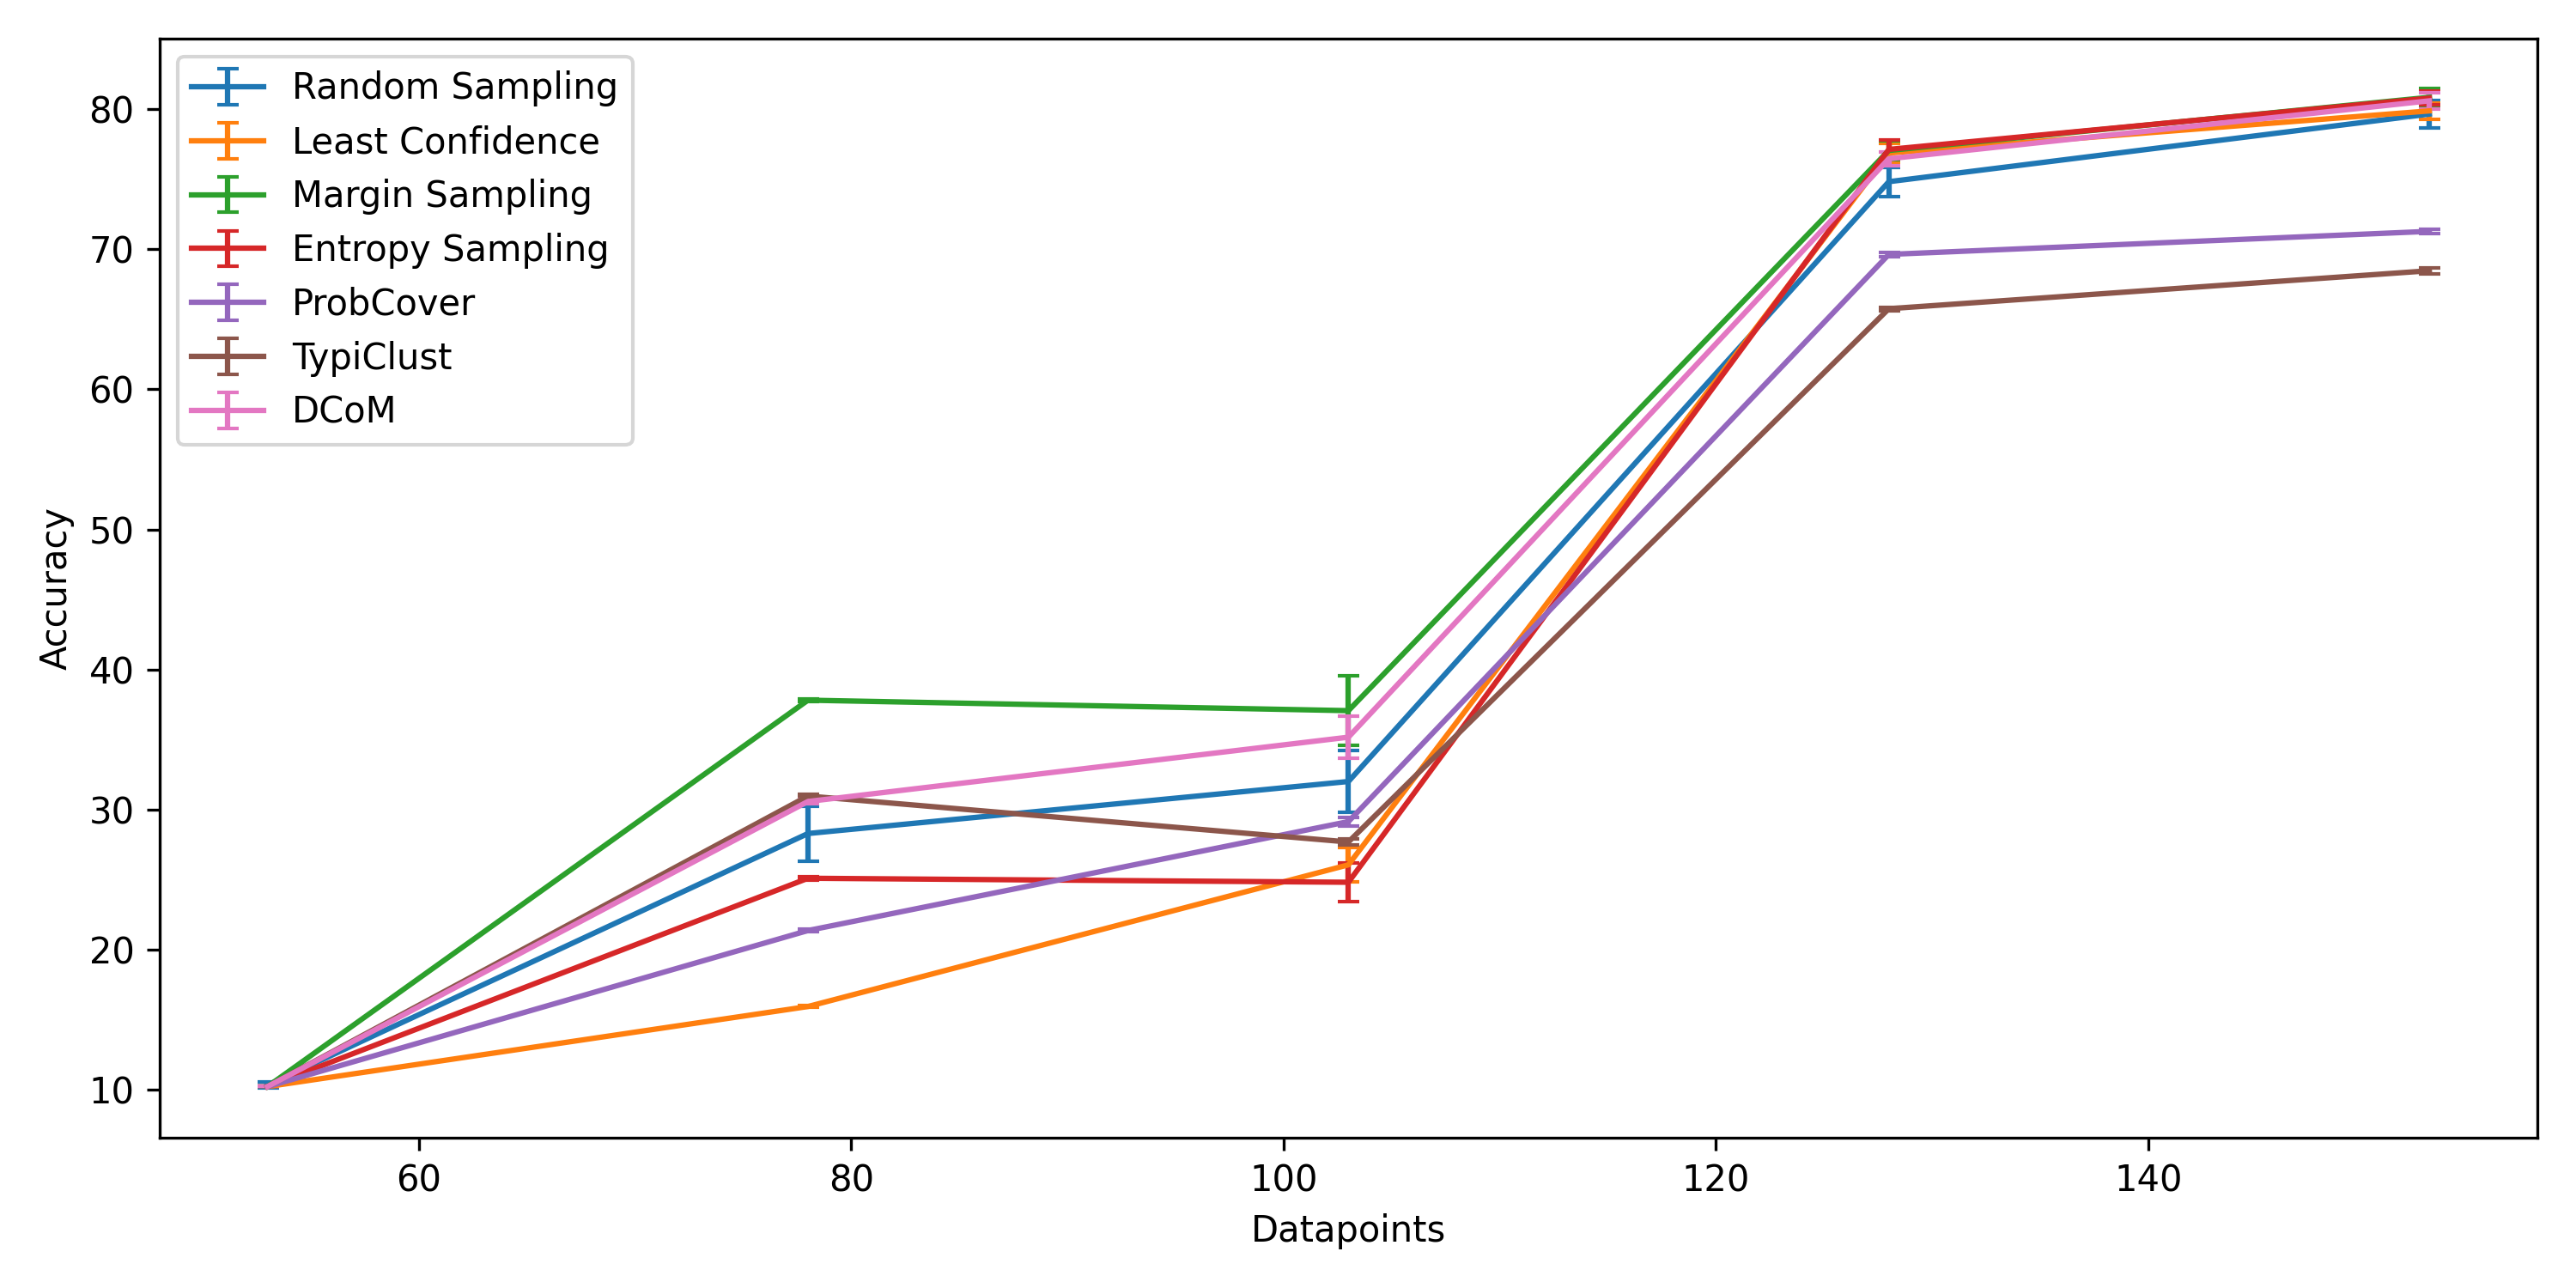 Random Sampling
Least Confidence
Margin Sampling
Entropy Sampling
ProbCover
TypiClust
DCoM
80
70
60
50
40
30
20
10
Accuracy
60 80 100 120 140
Datapoints